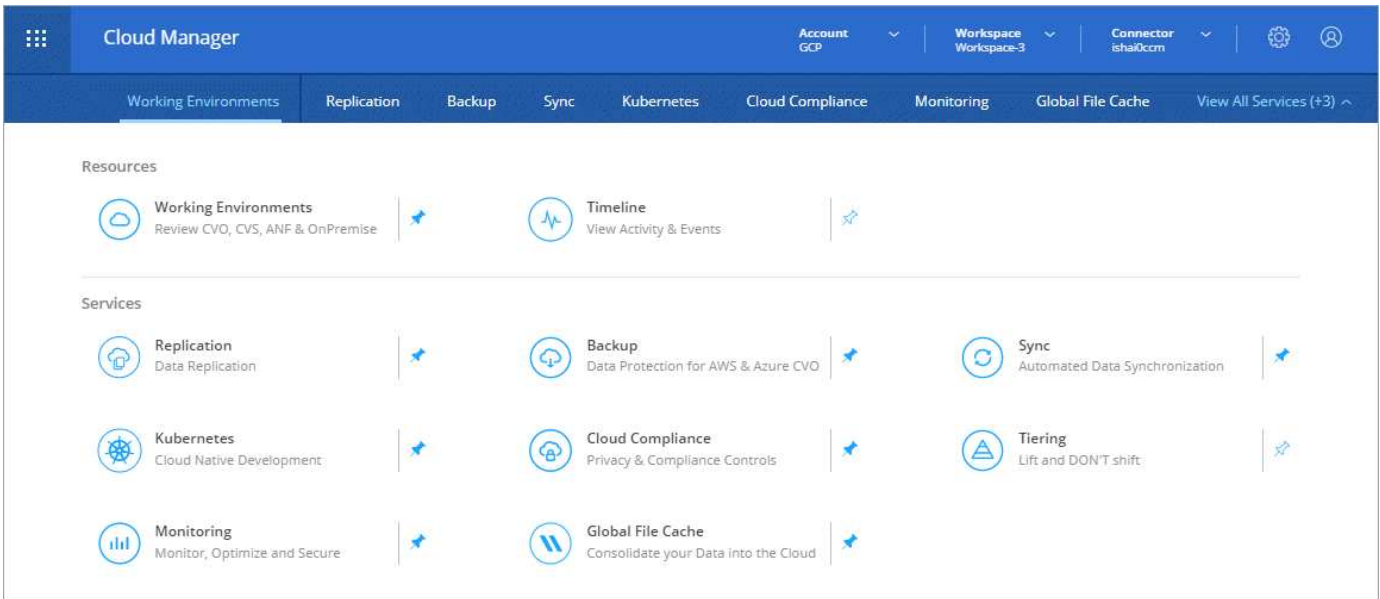 Cloud Manager
Account
GCP
Workspace
Workspace-3
Connector
ishai0ccm
Working Environments Replication Backup Sync Kubernetes Cloud Compliance Monitoring Global File Cache View All Services (+3)
Resources
Working Environments
Review CVO, CVS, ANF & OnPremise
Timeline
View Activity & Events
Services
Replication
Data Replication
Backup
Data Protection for AWS & Azure CVO
Sync
Automated Data Synchronization
Kubernetes
Cloud Native Development
Cloud Compliance
Privacy & Compliance Controls
Tiering
Lift and DON'T shift
Monitoring
Monitor, Optimize and Secure
Global File Cache
Consolidate your Data into the Cloud